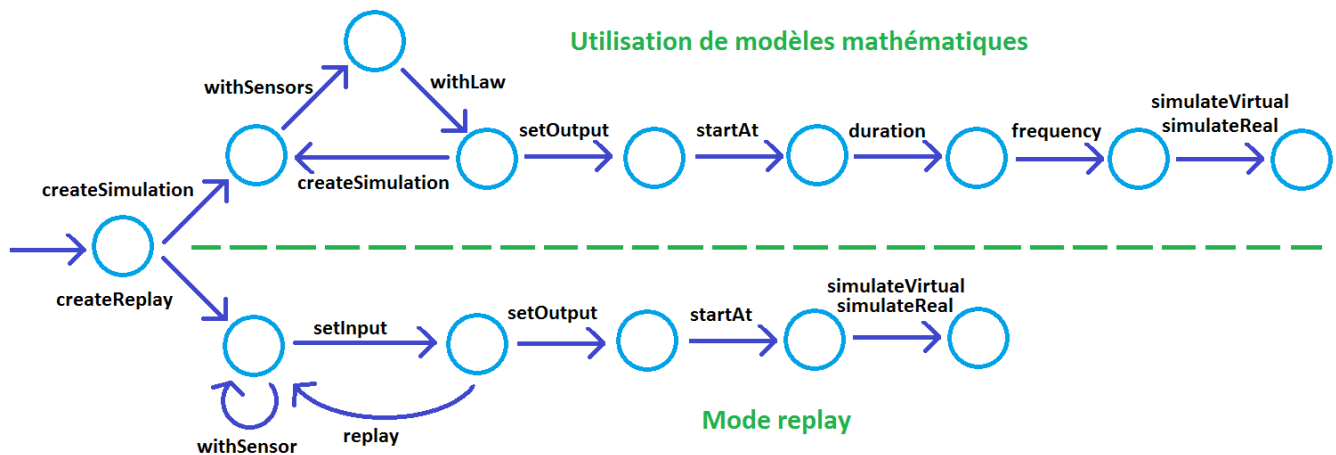 Utilisation de modèles mathématiques
withSensors
withLaw
simulateVirtual
simulateReal
setOutput
startAt
duration
frequency
createSimulation
createSimulation
createReplay
simulateVirtual
simulateReal
setInput
setOutput
startAt
withSensor
replay
Mode replay